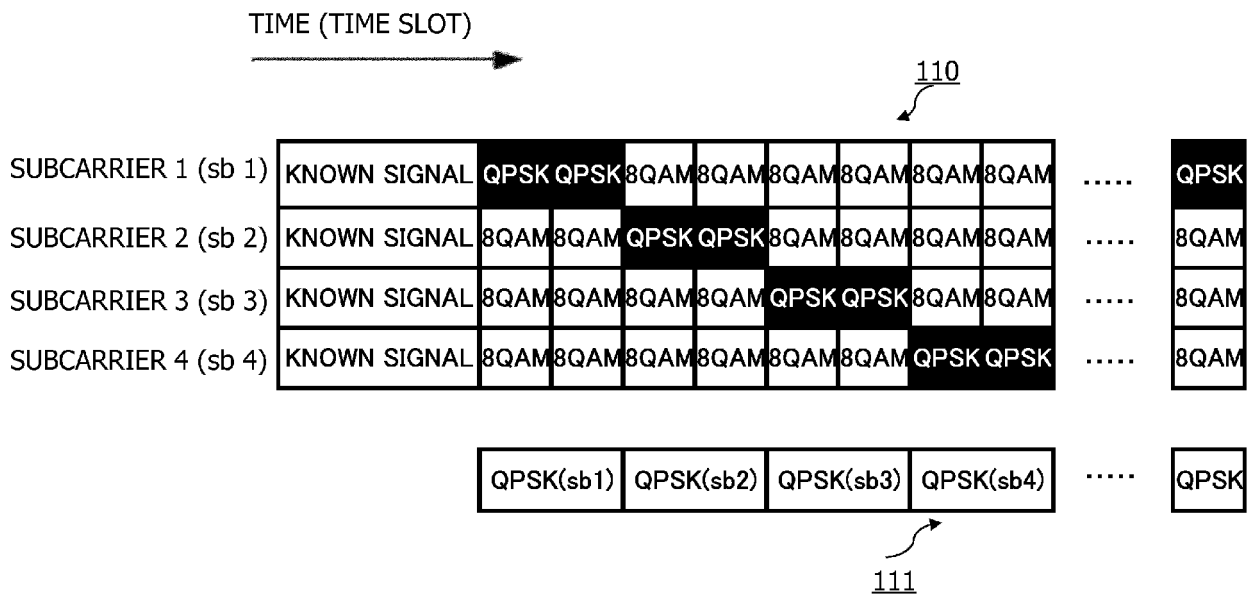 TIME (TIME SLOT)
110
SUBCARRIER 1 (sb 1) KNOWN SIGNAL QPSK QPSK 8QAM 8QAM 8QAM 8QAM 8QAM 8QAM ..... QPSK
SUBCARRIER 2 (sb 2) KNOWN SIGNAL 8QAM 8QAM QPSK QPSK 8QAM 8QAM 8QAM 8QAM ..... 8QAM
SUBCARRIER 3 (sb 3) KNOWN SIGNAL 8QAM 8QAM 8QAM 8QAM QPSK QPSK 8QAM 8QAM ..... 8QAM
SUBCARRIER 4 (sb 4) KNOWN SIGNAL 8QAM 8QAM 8QAM 8QAM 8QAM 8QAM QPSK QPSK ..... 8QAM
QPSK(sb1) QPSK(sb2) QPSK(sb3) QPSK(sb4) ..... QPSK
111